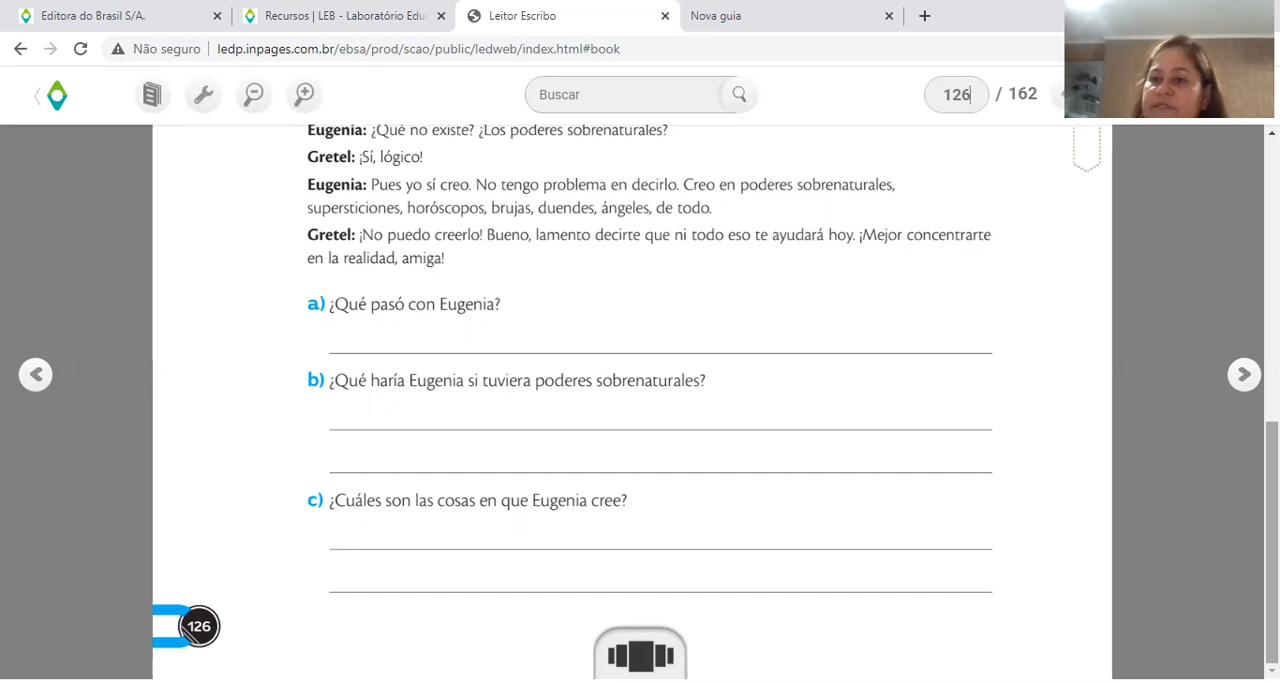 Editora do Brasil S/A.
Recursos | LEB - Laboratório Edu
Leitor Escribo
Nova guia
Não seguro
ledp.inpages.com.br/ebsa/prod/scao/public/ledweb/index.html#book
Buscar
126 / 162
Eugenia: ¿Qué no existe? ¿Los poderes sobrenaturales?
Gretel: ¡Sí, lógico!
Eugenia: Pues yo sí creo. No tengo problema en decirlo. Creo en poderes sobrenaturales,
supersticiones, horóscopos, brujas, duendes, ángeles, de todo.
Gretel: ¡No puedo creerlo! Bueno, lamento decirte que ni todo eso te ayudará hoy. ¡Mejor concentrarte
en la realidad, amiga!
a) ¿Qué pasó con Eugenia?
b) ¿Qué haría Eugenia si tuviera poderes sobrenaturales?
c) ¿Cuáles son las cosas en que Eugenia cree?
126